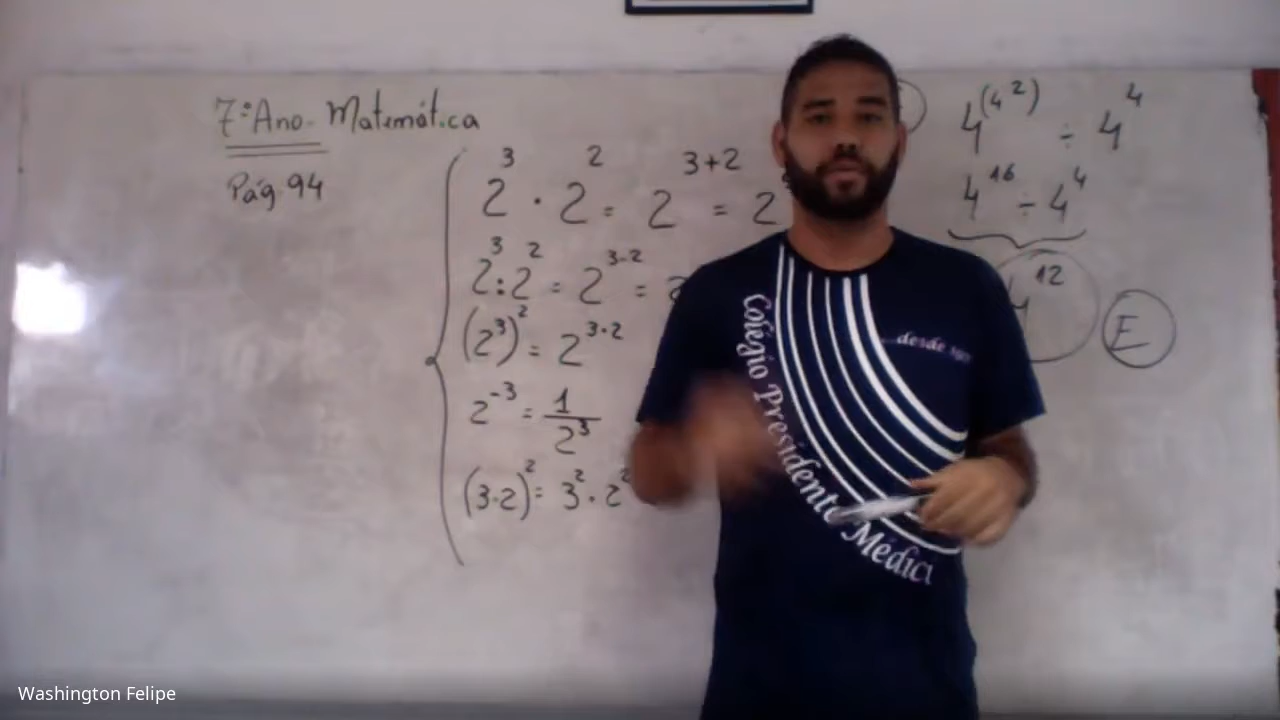 7º Ano - Matemática
Pág. 94
2³ · 2² = 2³⁺² = 2
2³ : 2² = 2³⁻² =
(2³)² = 2³·²
2⁻³ = 1/2³
(3·2)² = 3² · 2²
4^(4²) ÷ 4⁴
4¹⁶ ÷ 4⁴
4¹²
E
Colégio Presidente Médici
...desde
Washington Felipe